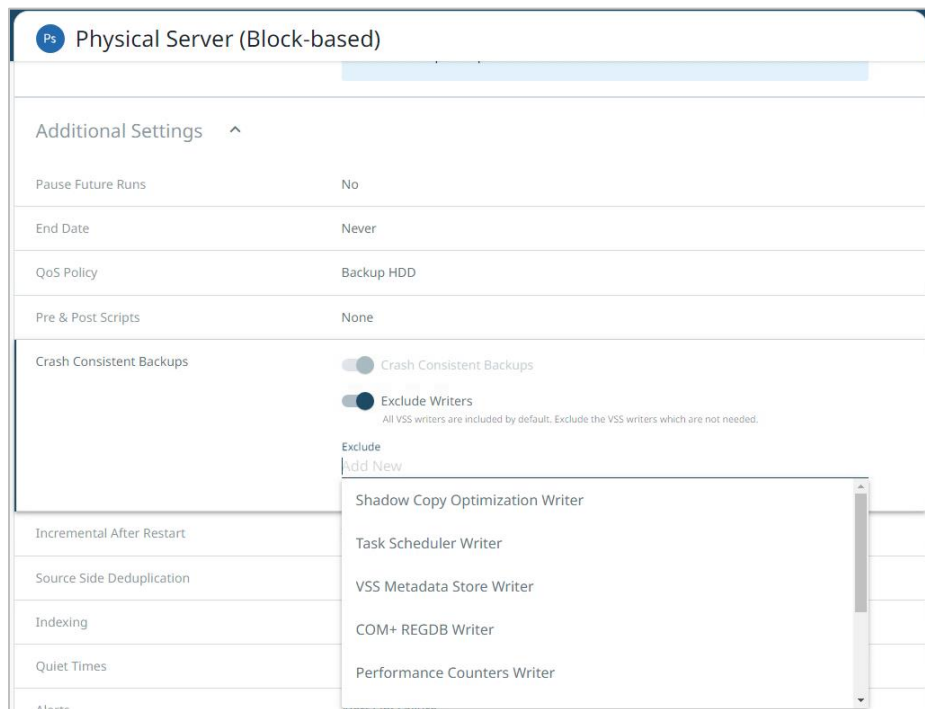 Ps Physical Server (Block-based)
Additional Settings
Pause Future Runs No
End Date Never
QoS Policy Backup HDD
Pre & Post Scripts None
Crash Consistent Backups Crash Consistent Backups
Exclude Writers
All VSS writers are included by default. Exclude the VSS writers which are not needed.
Exclude
Add New
Shadow Copy Optimization Writer
Incremental After Restart
Task Scheduler Writer
Source Side Deduplication
VSS Metadata Store Writer
Indexing
COM+ REGDB Writer
Quiet Times
Performance Counters Writer
Alerts